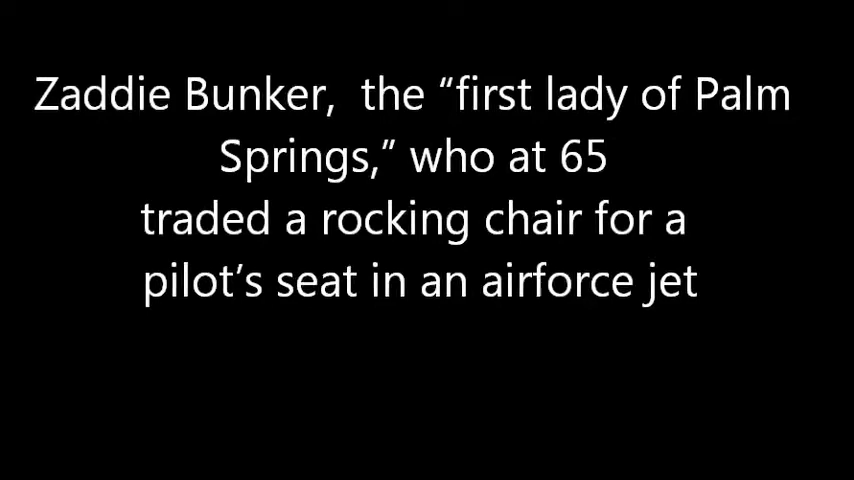 Zaddie Bunker,  the “first lady of Palm
Springs,” who at 65
traded a rocking chair for a
pilot’s seat in an airforce jet